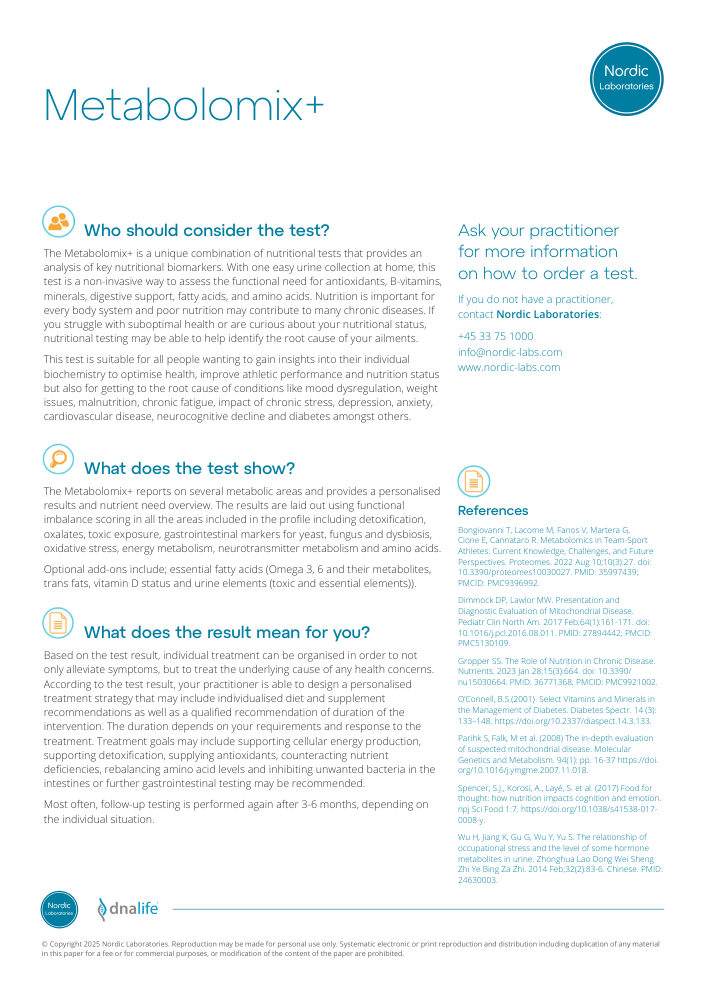 Nordic
Laboratories
Metabolomix+
Who should consider the test?
The Metabolomix+ is a unique combination of nutritional tests that provides an
analysis of key nutritional biomarkers. With one easy urine collection at home, this
test is a non-invasive way to assess the functional need for antioxidants, B-vitamins,
minerals, digestive support, fatty acids, and amino acids. Nutrition is important for
every body system and poor nutrition may contribute to many chronic diseases. If
you struggle with suboptimal health or are curious about your nutritional status,
nutritional testing may be able to help identify the root cause of your ailments.
This test is suitable for all people wanting to gain insights into their individual
biochemistry to optimise health, improve athletic performance and nutrition status
but also for getting to the root cause of conditions like mood dysregulation, weight
issues, malnutrition, chronic fatigue, impact of chronic stress, depression, anxiety,
cardiovascular disease, neurocognitive decline and diabetes amongst others.
What does the test show?
The Metabolomix+ reports on several metabolic areas and provides a personalised
results and nutrient need overview. The results are laid out using functional
imbalance scoring in all the areas included in the profile including detoxification,
oxalates, toxic exposure, gastrointestinal markers for yeast, fungus and dysbiosis,
oxidative stress, energy metabolism, neurotransmitter metabolism and amino acids.
Optional add-ons include; essential fatty acids (Omega 3, 6 and their metabolites,
trans fats, vitamin D status and urine elements (toxic and essential elements)).
What does the result mean for you?
Based on the test result, individual treatment can be organised in order to not
only alleviate symptoms, but to treat the underlying cause of any health concerns.
According to the test result, your practitioner is able to design a personalised
treatment strategy that may include individualised diet and supplement
recommendations as well as a qualified recommendation of duration of the
intervention. The duration depends on your requirements and response to the
treatment. Treatment goals may include supporting cellular energy production,
supporting detoxification, supplying antioxidants, counteracting nutrient
deficiencies, rebalancing amino acid levels and inhibiting unwanted bacteria in the
intestines or further gastrointestinal testing may be recommended.
Most often, follow-up testing is performed again after 3-6 months, depending on
the individual situation.
Ask your practitioner
for more information
on how to order a test.
If you do not have a practitioner,
contact Nordic Laboratories:
+45 33 75 1000
info@nordic-labs.com
www.nordic-labs.com
References
Bongiovanni T, Lacome M, Fanos V, Martera G,
Cione E, Cannataro R. Metabolomics in Team-Sport
Athletes: Current Knowledge, Challenges, and Future
Perspectives. Proteomes. 2022 Aug 10;10(3):27. doi:
10.3390/proteomes10030027. PMID: 35997439;
PMCID: PMC9396992.
Dimmock DP, Lawlor MW. Presentation and
Diagnostic Evaluation of Mitochondrial Disease.
Pediatr Clin North Am. 2017 Feb;64(1):161-171. doi:
10.1016/j.pcl.2016.08.011. PMID: 27894442; PMCID:
PMC5130109.
Gropper SS. The Role of Nutrition in Chronic Disease.
Nutrients. 2023 Jan 28;15(3):664. doi: 10.3390/
nu15030664. PMID: 36771368; PMCID: PMC9921002.
O'Connell, B.S.(2001) Select Vitamins and Minerals in
the Management of Diabetes. Diabetes Spectr. 14 (3):
133–148. https://doi.org/10.2337/diaspect.14.3.133.
Parihk S, Falk, M et al. (2008) The in-depth evaluation
of suspected mitochondrial disease. Molecular
Genetics and Metabolism. 94(1): pp. 16-37 https://doi.
org/10.1016/j.ymgme.2007.11.018.
Spencer, S.J., Korosi, A., Layé, S. et al. (2017) Food for
thought: how nutrition impacts cognition and emotion.
npj Sci Food 1:7. https://doi.org/10.1038/s41538-017-
0008-y.
Wu H, Jiang K, Gu G, Wu Y, Yu S. The relationship of
occupational stress and the level of some hormone
metabolites in urine. Zhonghua Lao Dong Wei Sheng
Zhi Ye Bing Za Zhi. 2014 Feb;32(2):83-6. Chinese. PMID:
24630003.
Nordic
Laboratories
dnalife
© Copyright 2025 Nordic Laboratories. Reproduction may be made for personal use only. Systematic electronic or print reproduction and distribution including duplication of any material
in this paper for a fee or for commercial purposes, or modification of the content of the paper are prohibited.